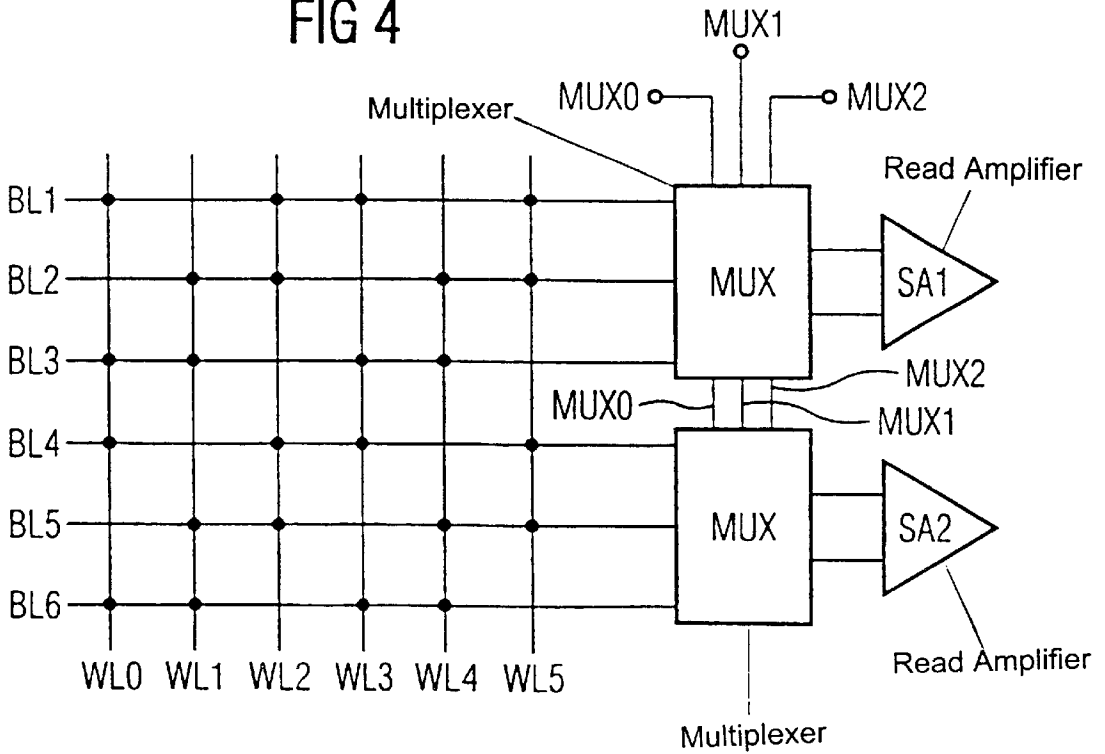 FIG 4
MUX1
MUX0
MUX2
Multiplexer
Read Amplifier
BL1
BL2
MUX
SA1
BL3
MUX2
MUX0
MUX1
BL4
BL5
MUX
SA2
BL6
WL0 WL1 WL2 WL3 WL4 WL5
Read Amplifier
Multiplexer